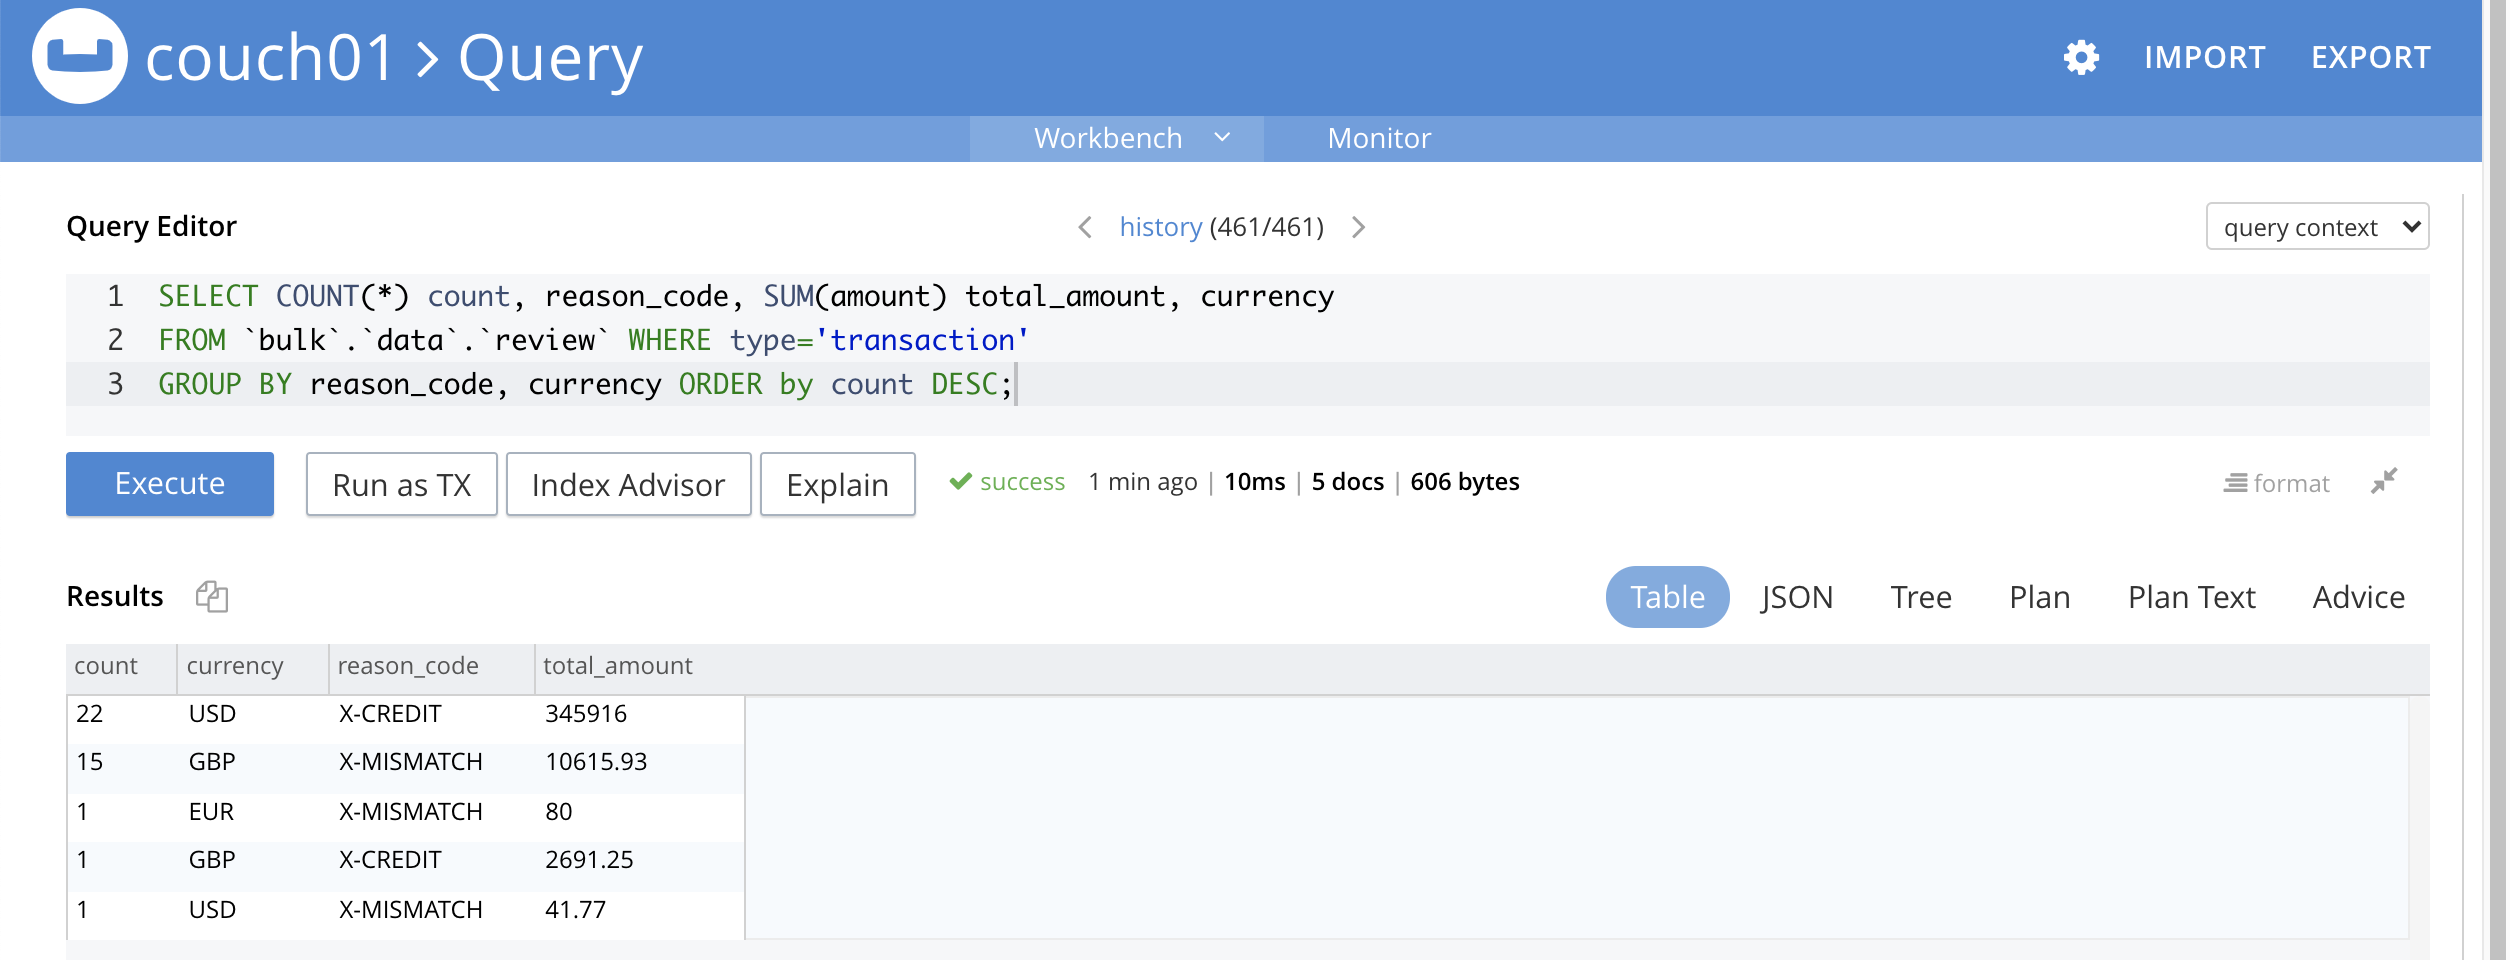 couch01 > Query
IMPORT EXPORT
Workbench Monitor
Query Editor
history (461/461)
query context
1 SELECT COUNT(*) count, reason_code, SUM(amount) total_amount, currency
2 FROM `bulk`.`data`.`review` WHERE type='transaction'
3 GROUP BY reason_code, currency ORDER by count DESC;
Execute Run as TX Index Advisor Explain success 1 min ago | 10ms | 5 docs | 606 bytes format
Results Table JSON Tree Plan Plan Text Advice
count currency reason_code total_amount
22 USD X-CREDIT 345916
15 GBP X-MISMATCH 10615.93
1 EUR X-MISMATCH 80
1 GBP X-CREDIT 2691.25
1 USD X-MISMATCH 41.77